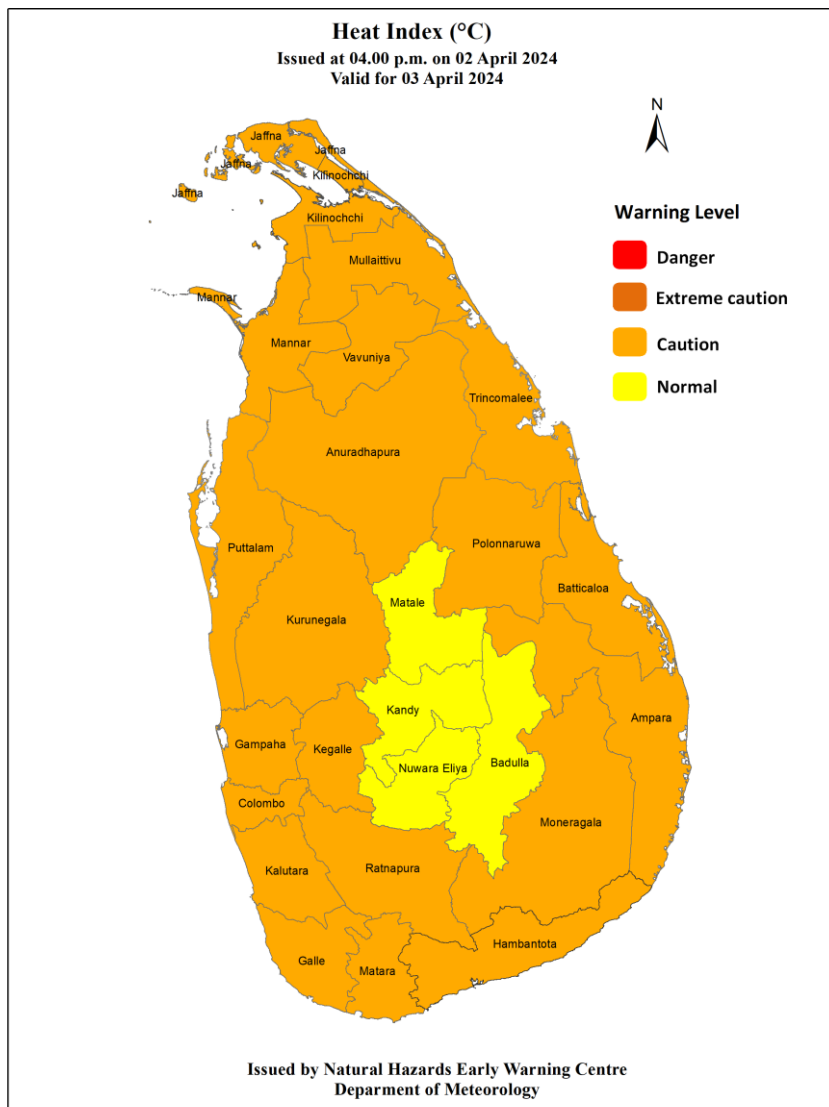 Heat Index (°C)
Issued at 04.00 p.m. on 02 April 2024
Valid for 03 April 2024
N
Jaffna
Jaffna
Jaffna
Kilinochchi
Jaffna
Kilinochchi
Warning Level
Mullaittivu
Danger
Mannar
Extreme caution
Mannar
Caution
Vavuniya
Normal
Trincomalee
Anuradhapura
Polonnaruwa
Puttalam
Batticaloa
Matale
Kurunegala
Kandy
Ampara
Gampaha
Kegalle
Nuwara Eliya
Badulla
Colombo
Moneragala
Kalutara
Ratnapura
Hambantota
Galle
Matara
Issued by Natural Hazards Early Warning Centre
Deparment of Meteorology